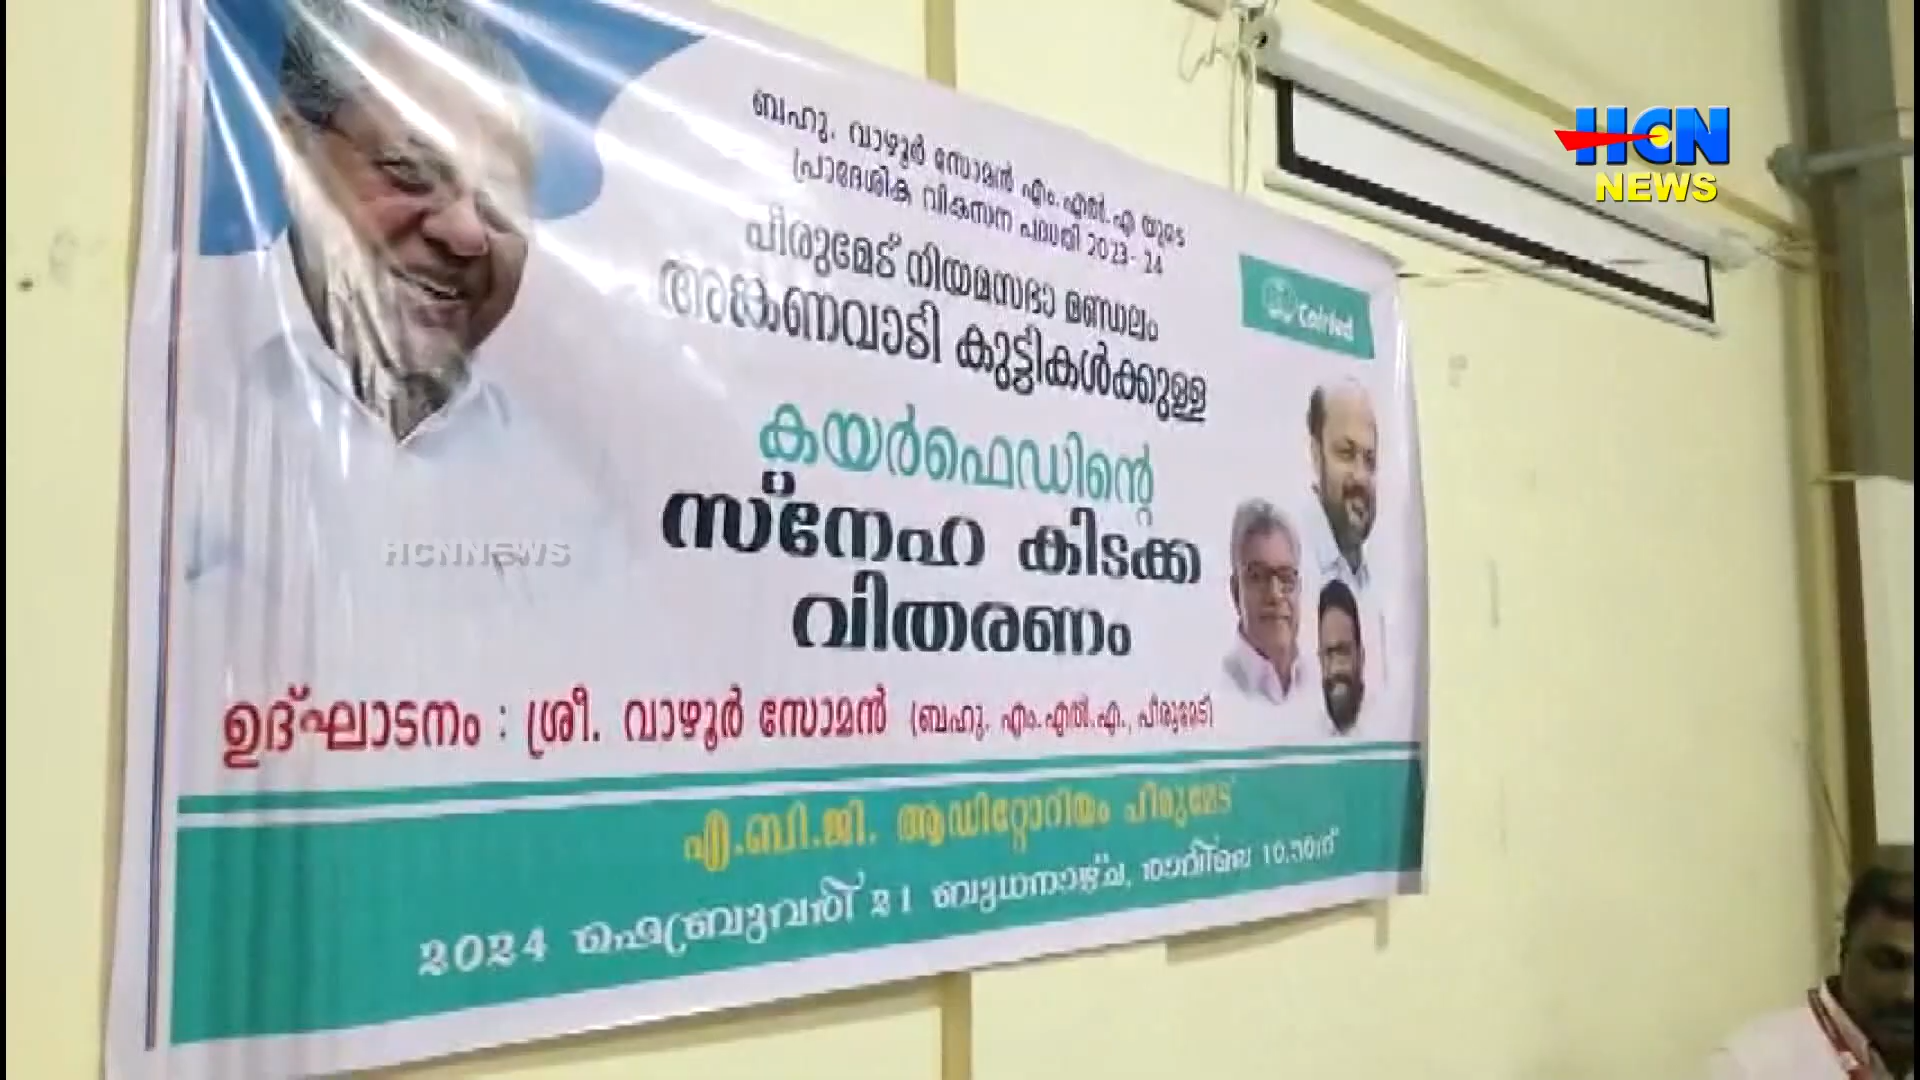 ബഹു. വാഴൂർ സോമൻ എം.എൽ.എ യുടെ
പ്രാദേശിക വികസന പദ്ധതി 2023-24
പീരുമേട് നിയമസഭാ മണ്ഡലം
അങ്കണവാടി കുട്ടികൾക്കുള്ള
കയർഫെഡിന്റെ
സ്നേഹ കിടക്ക
വിതരണം
ഉദ്ഘാടനം : ശ്രീ. വാഴൂർ സോമൻ (ബഹു. എം.എൽ.എ., പീരുമേട്)
എ.ബി.ജി. ആഡിറ്റോറിയം പീരുമേട്
2024 ഫെബ്രുവരി 21 ബുധനാഴ്ച, രാവിലെ 10.30ന്
Coirfed
HCN
NEWS
HCNNEWS